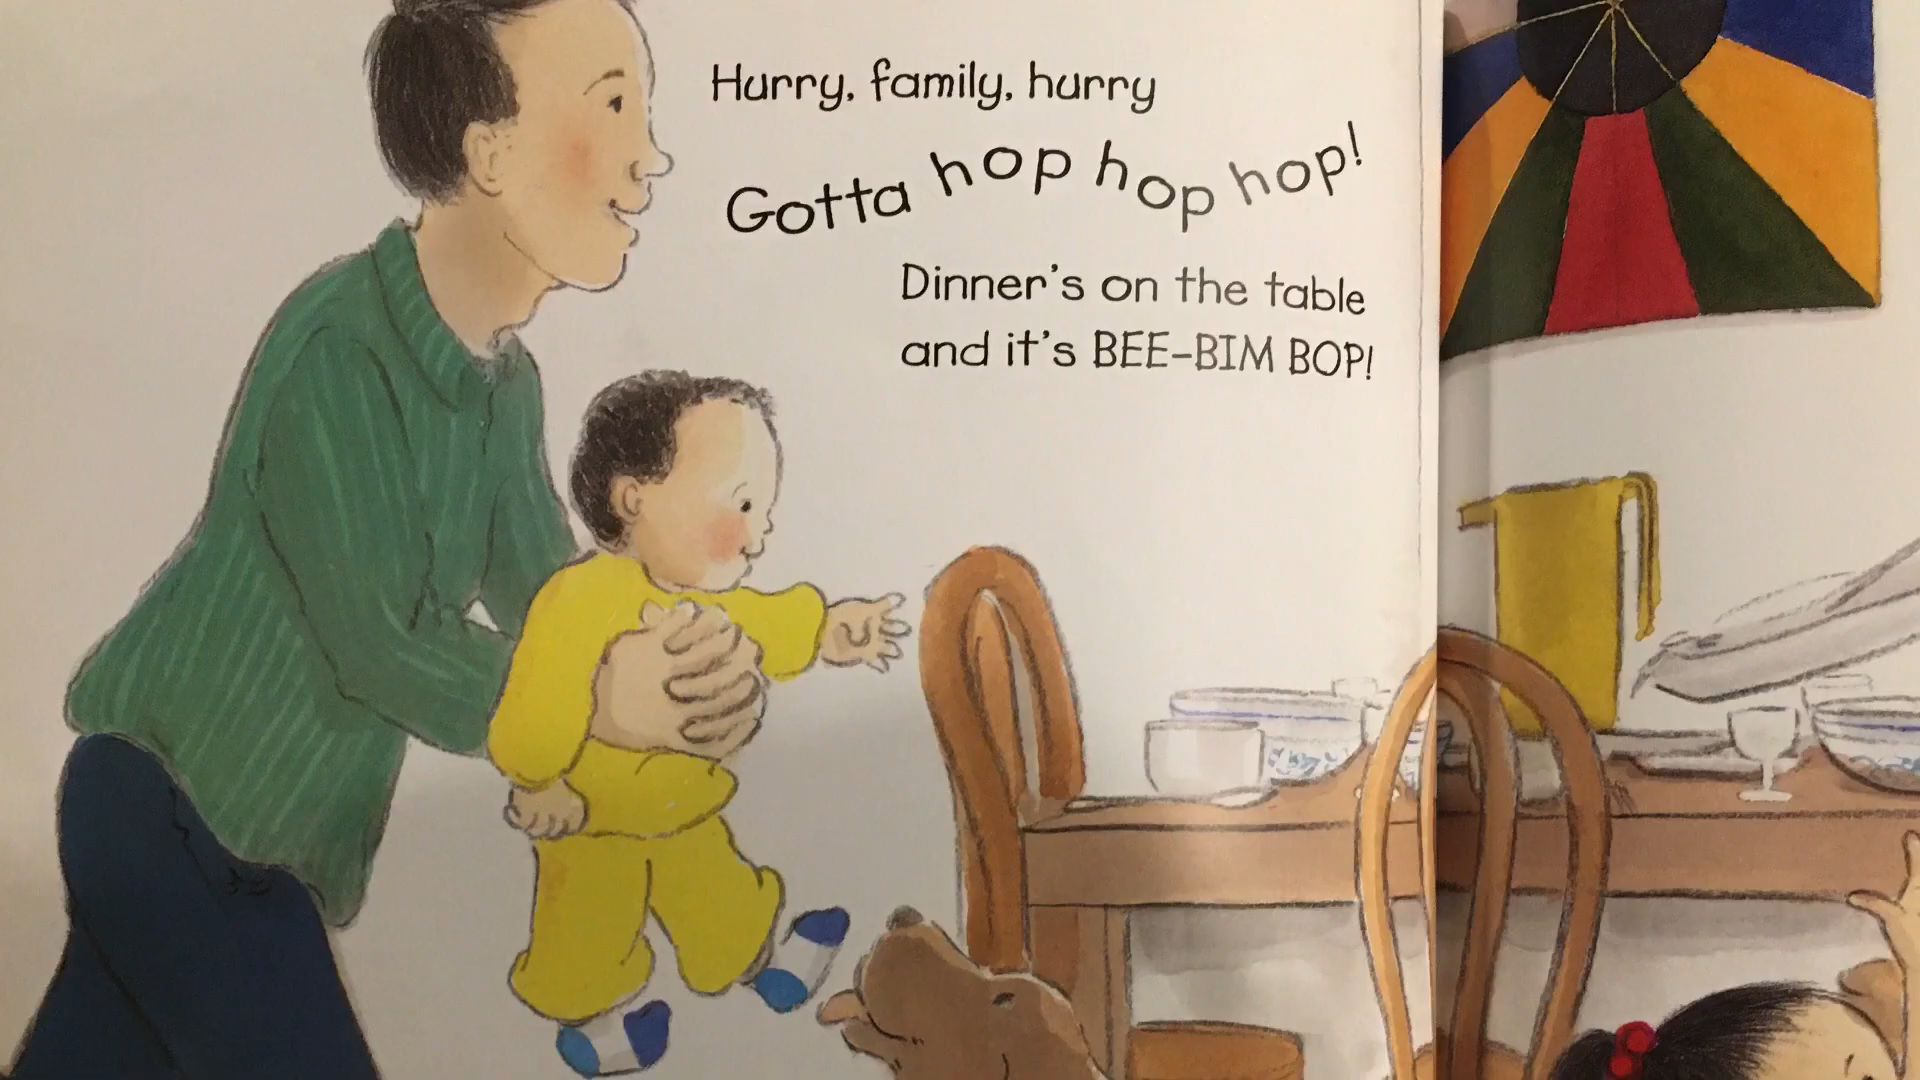 Hurry, family, hurry
Gotta hop hop hop!
Dinner's on the table
and it's BEE-BIM BOP!